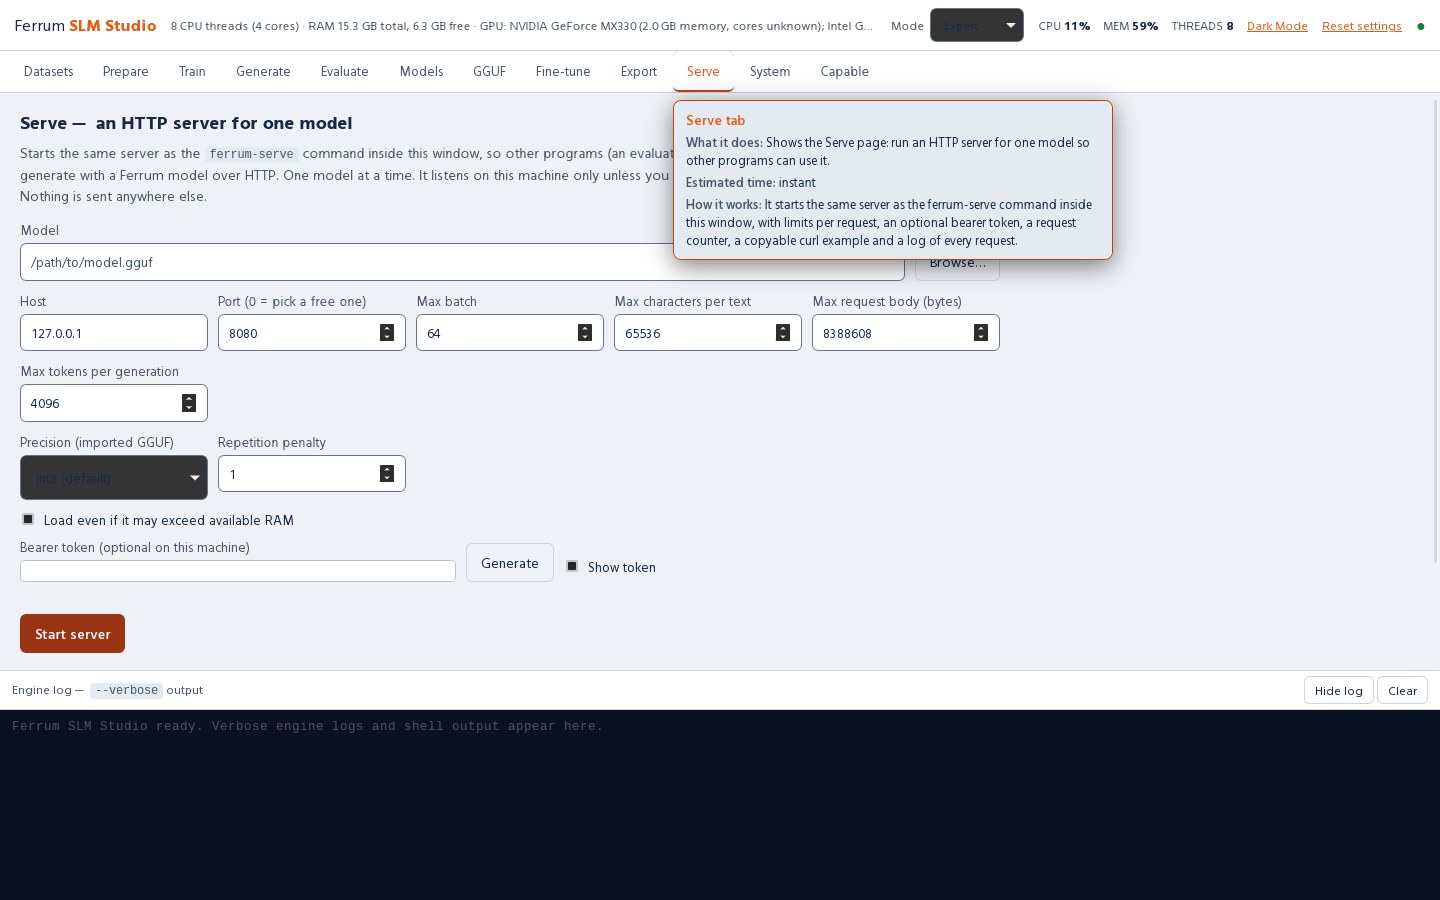 Ferrum SLM Studio
8 CPU threads (4 cores) · RAM 15.3 GB total, 6.3 GB free · GPU: NVIDIA GeForce MX330 (2.0 GB memory, cores unknown); Intel G...
Mode Expert
CPU 11% MEM 59% THREADS 8 Dark Mode Reset settings
Datasets Prepare Train Generate Evaluate Models GGUF Fine-tune Export Serve System Capable
Serve — an HTTP server for one model
Starts the same server as the ferrum-serve command inside this window, so other programs (an evaluat
generate with a Ferrum model over HTTP. One model at a time. It listens on this machine only unless you
Nothing is sent anywhere else.
Serve tab
What it does: Shows the Serve page: run an HTTP server for one model so
other programs can use it.
Estimated time: instant
How it works: It starts the same server as the ferrum-serve command inside
this window, with limits per request, an optional bearer token, a request
counter, a copyable curl example and a log of every request.
Model
/path/to/model.gguf
Browse...
Host Port (0 = pick a free one) Max batch Max characters per text Max request body (bytes)
127.0.0.1 8080 64 65536 8388608
Max tokens per generation
4096
Precision (imported GGUF) Repetition penalty
int8 (default) 1
Load even if it may exceed available RAM
Bearer token (optional on this machine)
Generate Show token
Start server
Engine log — --verbose output
Hide log Clear
Ferrum SLM Studio ready. Verbose engine logs and shell output appear here.